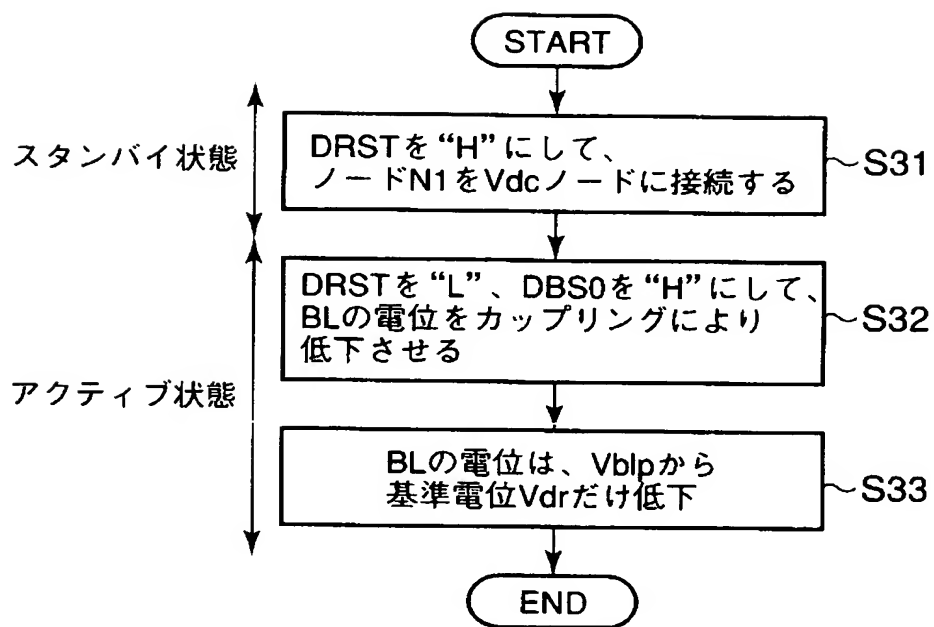 START
スタンバイ状態
DRSTを“H”にして、
ノードN1をVdcノードに接続する
S31
DRSTを“L”、DBS0を“H”にして、
BLの電位をカップリングにより
低下させる
S32
アクティブ状態
BLの電位は、Vblpから
基準電位Vdrだけ低下
S33
END